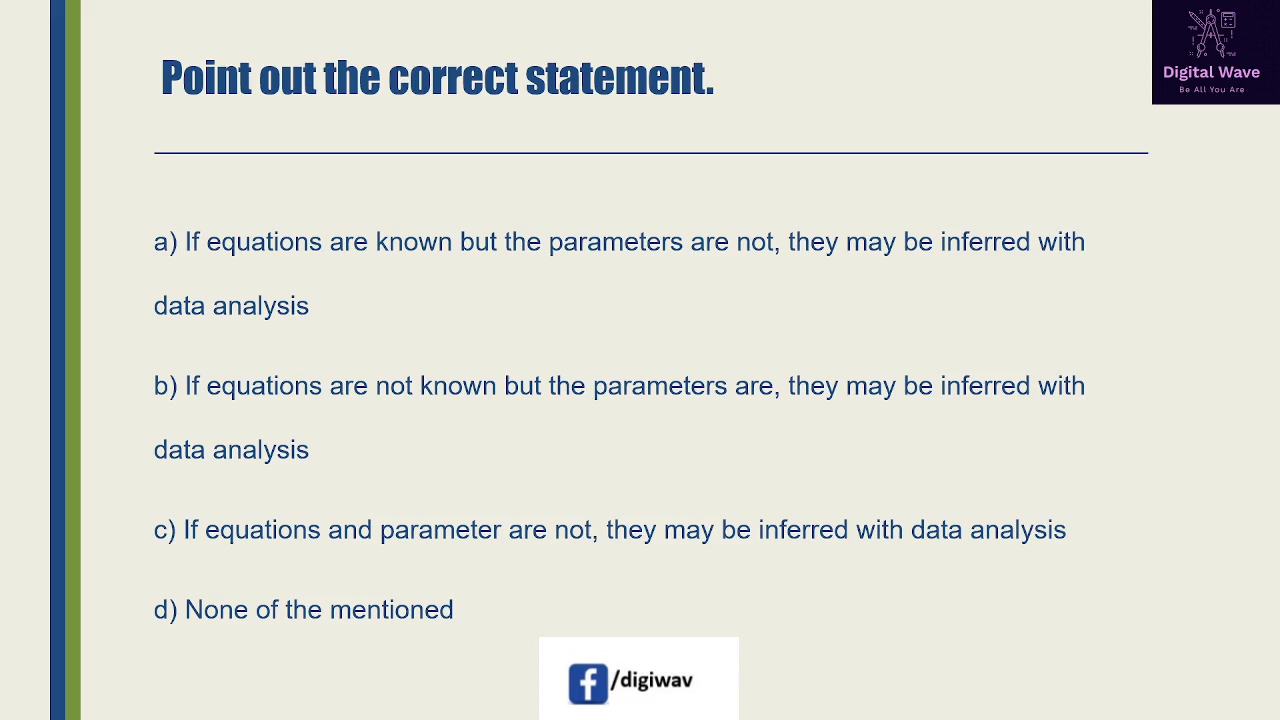 Point out the correct statement.
Digital Wave
Be All You Are
a) If equations are known but the parameters are not, they may be inferred with
data analysis
b) If equations are not known but the parameters are, they may be inferred with
data analysis
c) If equations and parameter are not, they may be inferred with data analysis
d) None of the mentioned
f/digiwav